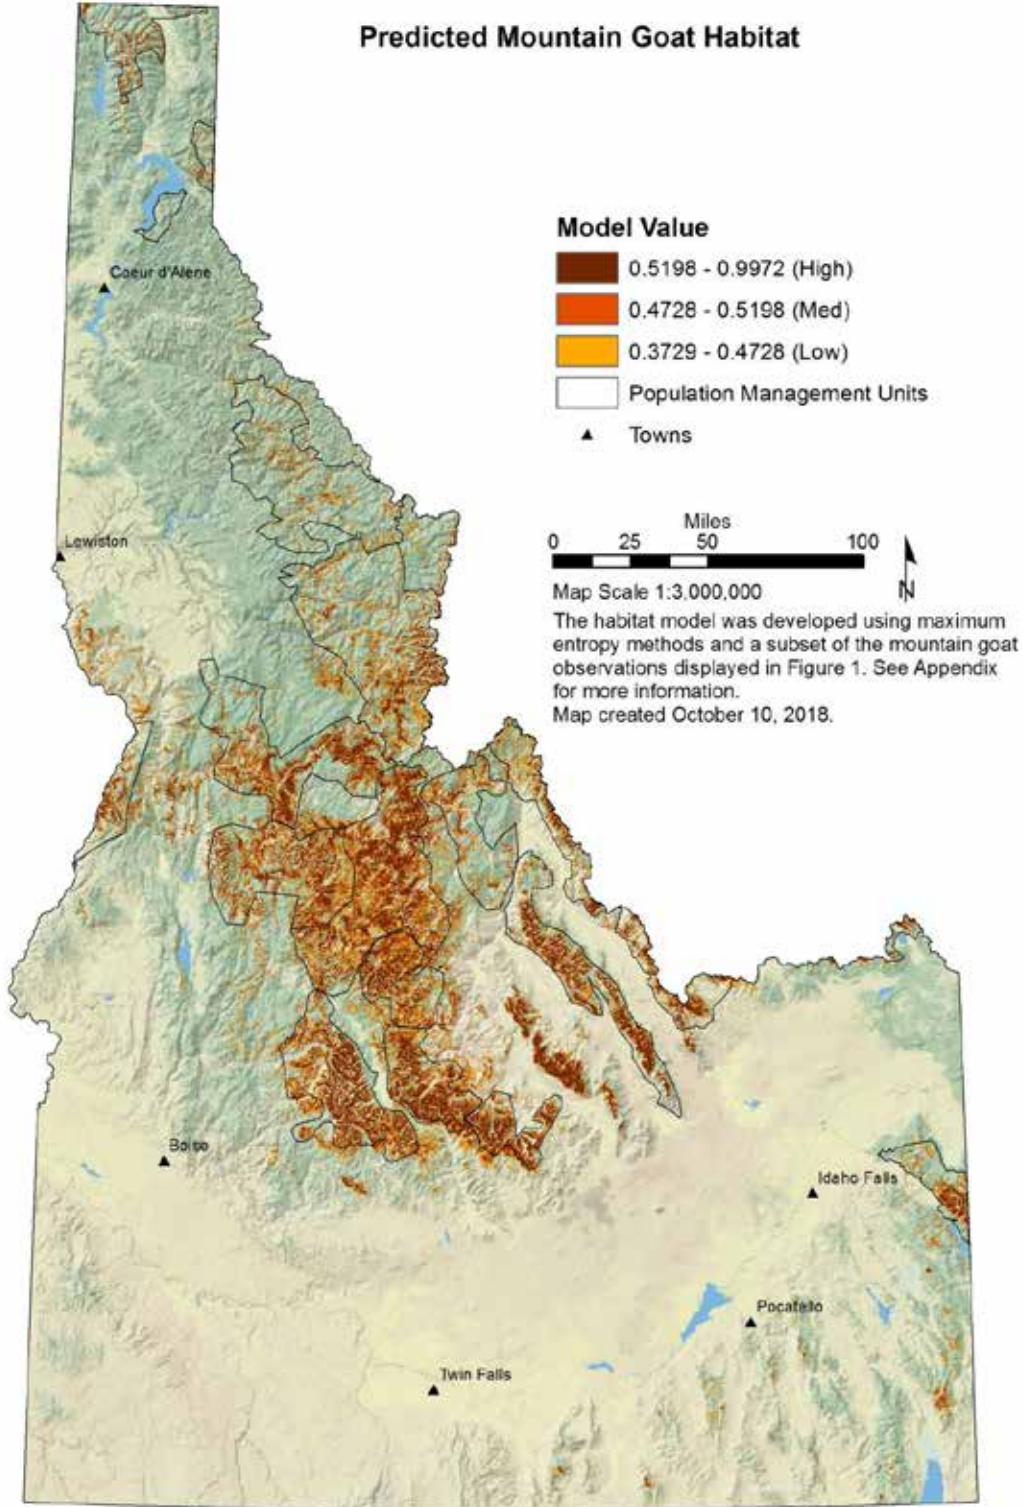 Predicted Mountain Goat Habitat
Model Value
0.5198 - 0.9972 (High)
0.4728 - 0.5198 (Med)
0.3729 - 0.4728 (Low)
Population Management Units
Towns
Coeur d'Alene
Lewiston
Miles
0 25 50 100
Map Scale 1:3,000,000
N
The habitat model was developed using maximum
entropy methods and a subset of the mountain goat
observations displayed in Figure 1. See Appendix
for more information.
Map created October 10, 2018.
Boise
Idaho Falls
Pocatello
Twin Falls